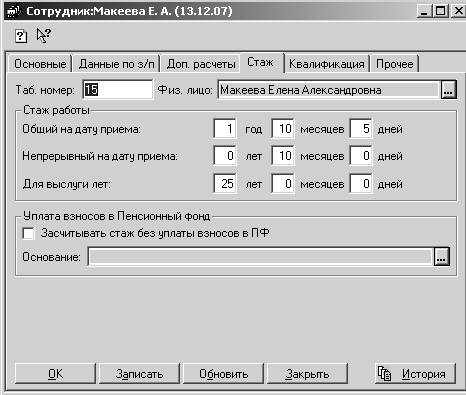 Сотрудник:Макеева Е. А. (13.12.07)
Основные Данные по з/п Доп. расчеты Стаж Квалификация Прочее
Таб. номер: 15 Физ. лицо: Макеева Елена Александровна ...
Стаж работы
Общий на дату приема: 1 год 10 месяцев 5 дней
Непрерывный на дату приема: 0 лет 10 месяцев 0 дней
Для выслуги лет: 25 лет 0 месяцев 0 дней
Уплата взносов в Пенсионный фонд
Засчитывать стаж без уплаты взносов в ПФ
Основание: ...
OK Записать Обновить Закрыть История